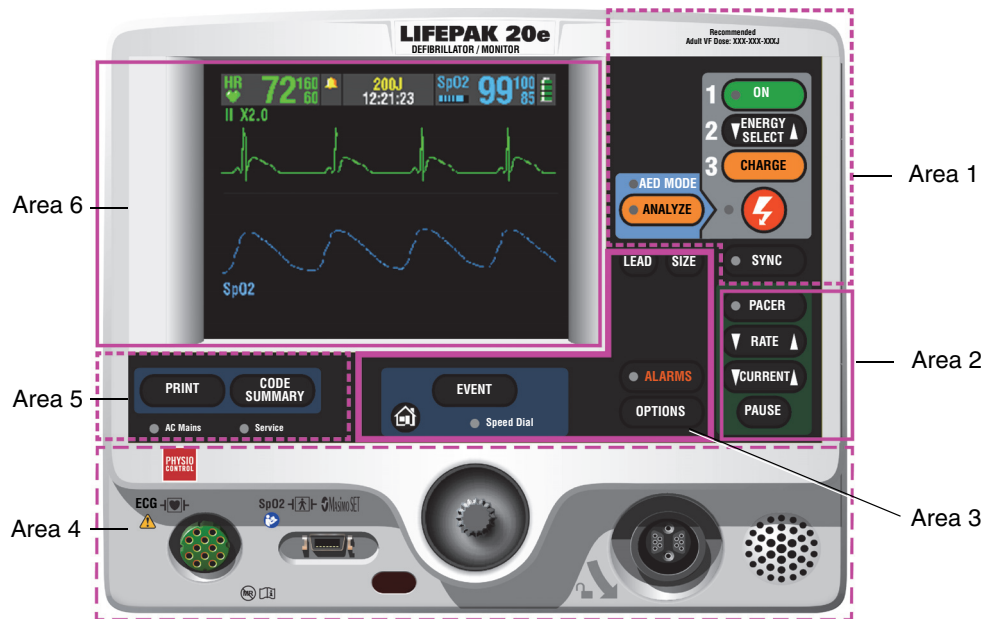 LIFEPAK 20e
DEFIBRILLATOR / MONITOR
Recommended
Adult VF Dose: XXX-XXX-XXXJ
HR 72 160 60
200J
12:21:23
SpO2 99 100 85
II X2.0
SpO2
1 ON
2 ENERGY SELECT
3 CHARGE
AED MODE
ANALYZE
LEAD SIZE
SYNC
PACER
RATE
CURRENT
PAUSE
ALARMS
OPTIONS
EVENT
Speed Dial
PRINT
CODE SUMMARY
AC Mains
Service
PHYSIO
CONTROL
ECG
SpO2
Masimo SET
MR
Area 1
Area 2
Area 3
Area 4
Area 5
Area 6